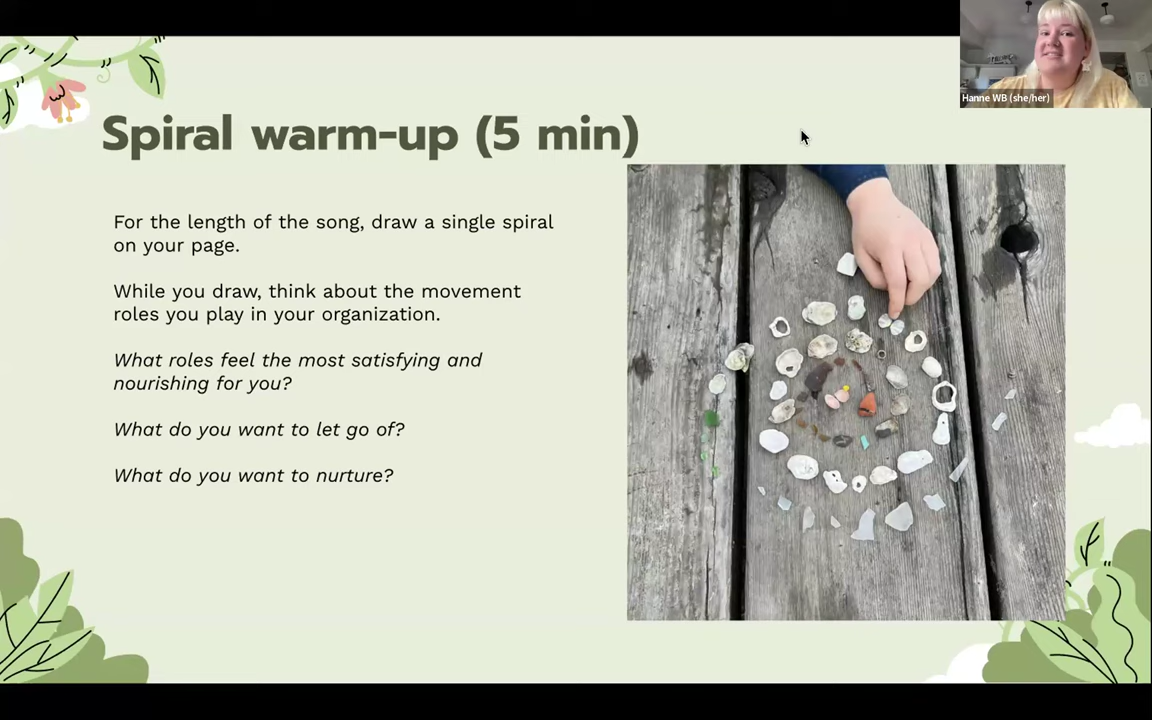 Hanne WB (she/her)
Spiral warm-up (5 min)
For the length of the song, draw a single spiral
on your page.
While you draw, think about the movement
roles you play in your organization.
What roles feel the most satisfying and
nourishing for you?
What do you want to let go of?
What do you want to nurture?